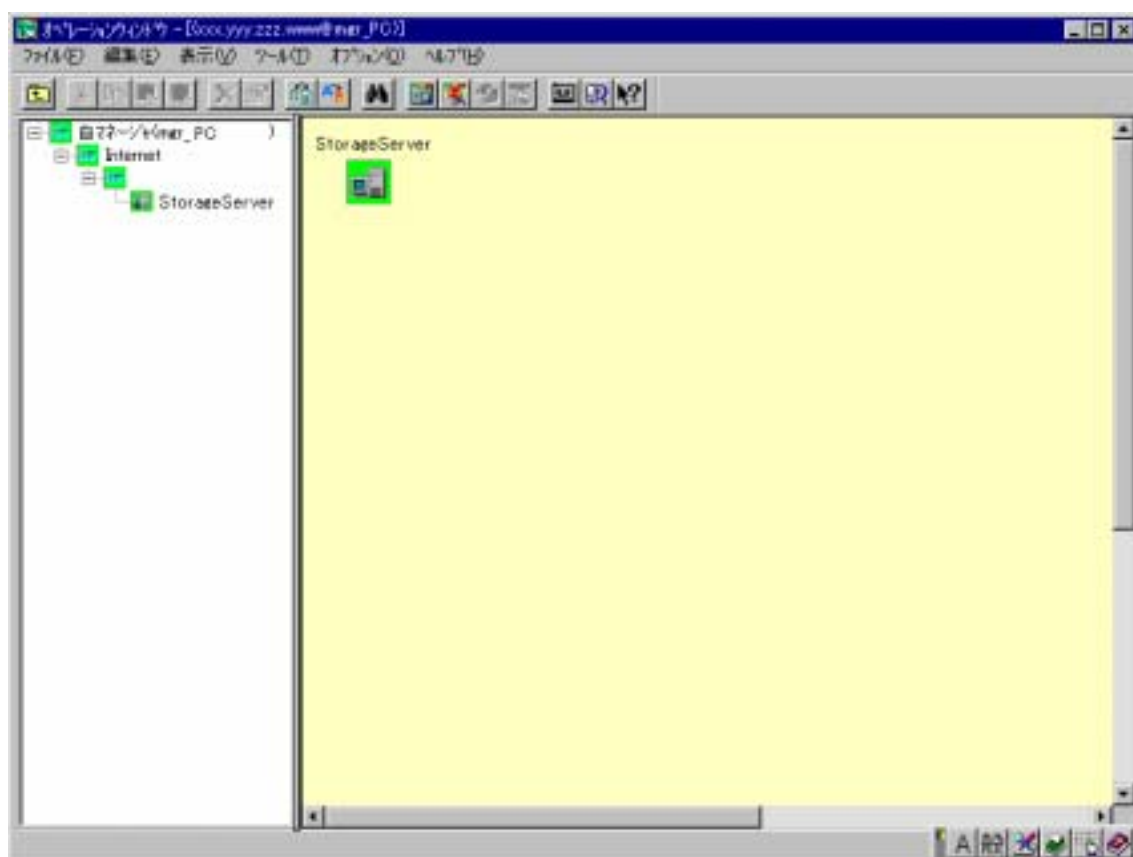 ｵﾍﾟﾚｰｼｮﾝｳｨﾝﾄﾞｳ - [(xxx.yyy.zzz.www@mgr_PC)]
ﾌｧｲﾙ(F) 編集(E) 表示(V) ﾂｰﾙ(T) ｵﾌﾟｼｮﾝ(O) ﾍﾙﾌﾟ(H)
自ﾏﾈｰｼﾞｬ(mgr_PC )
Internet
StorageServer
StorageServer
A